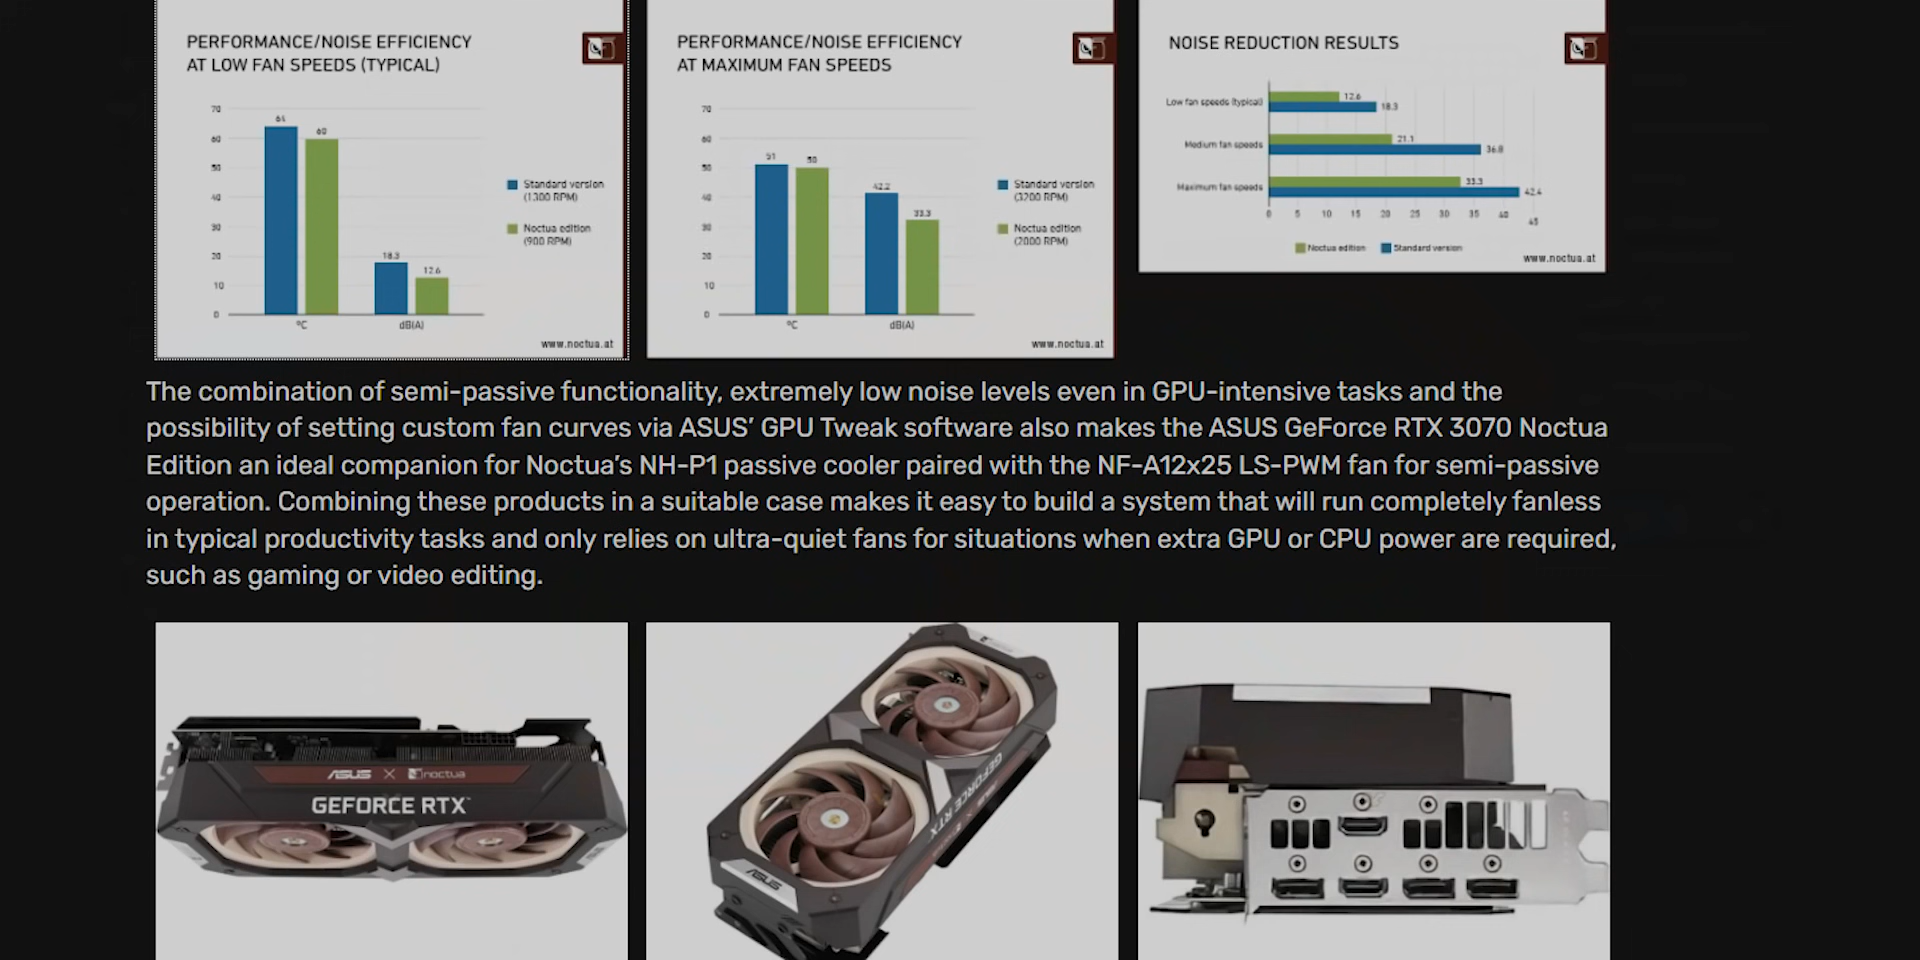 PERFORMANCE/NOISE EFFICIENCY
AT LOW FAN SPEEDS (TYPICAL)
70
60
50
40
30
20
10
0
64
60
18.3
12.6
°C
dB(A)
Standard version
(1300 RPM)
Noctua edition
(900 RPM)
www.noctua.at
PERFORMANCE/NOISE EFFICIENCY
AT MAXIMUM FAN SPEEDS
70
60
50
40
30
20
10
0
51
50
42.2
33.3
°C
dB(A)
Standard version
(3200 RPM)
Noctua edition
(2000 RPM)
www.noctua.at
NOISE REDUCTION RESULTS
Low fan speeds (typical)
12.6
18.3
Medium fan speeds
21.1
36.8
Maximum fan speeds
33.3
42.4
0 5 10 15 20 25 30 35 40 45
Noctua edition
Standard version
www.noctua.at
The combination of semi-passive functionality, extremely low noise levels even in GPU-intensive tasks and the
possibility of setting custom fan curves via ASUS’ GPU Tweak software also makes the ASUS GeForce RTX 3070 Noctua
Edition an ideal companion for Noctua’s NH-P1 passive cooler paired with the NF-A12x25 LS-PWM fan for semi-passive
operation. Combining these products in a suitable case makes it easy to build a system that will run completely fanless
in typical productivity tasks and only relies on ultra-quiet fans for situations when extra GPU or CPU power are required,
such as gaming or video editing.
ASUS X noctua
GEFORCE RTX™
GEFORCE RTX
ASUS